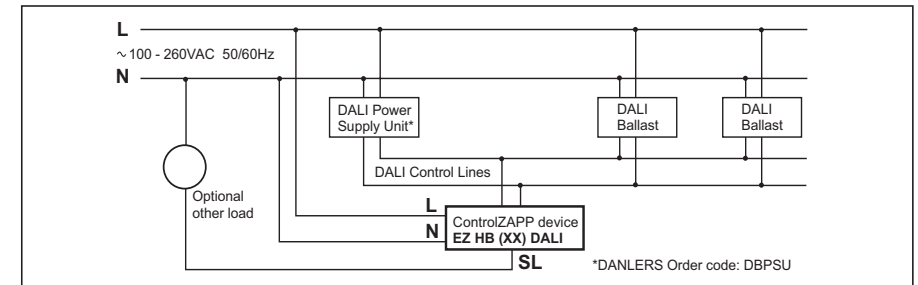 L
~ 100 - 260VAC 50/60Hz
N
DALI Power
Supply Unit*
DALI
Ballast
DALI
Ballast
DALI Control Lines
Optional
other load
L
N
ControlZAPP device
EZ HB (XX) DALI
SL
*DANLERS Order code: DBPSU